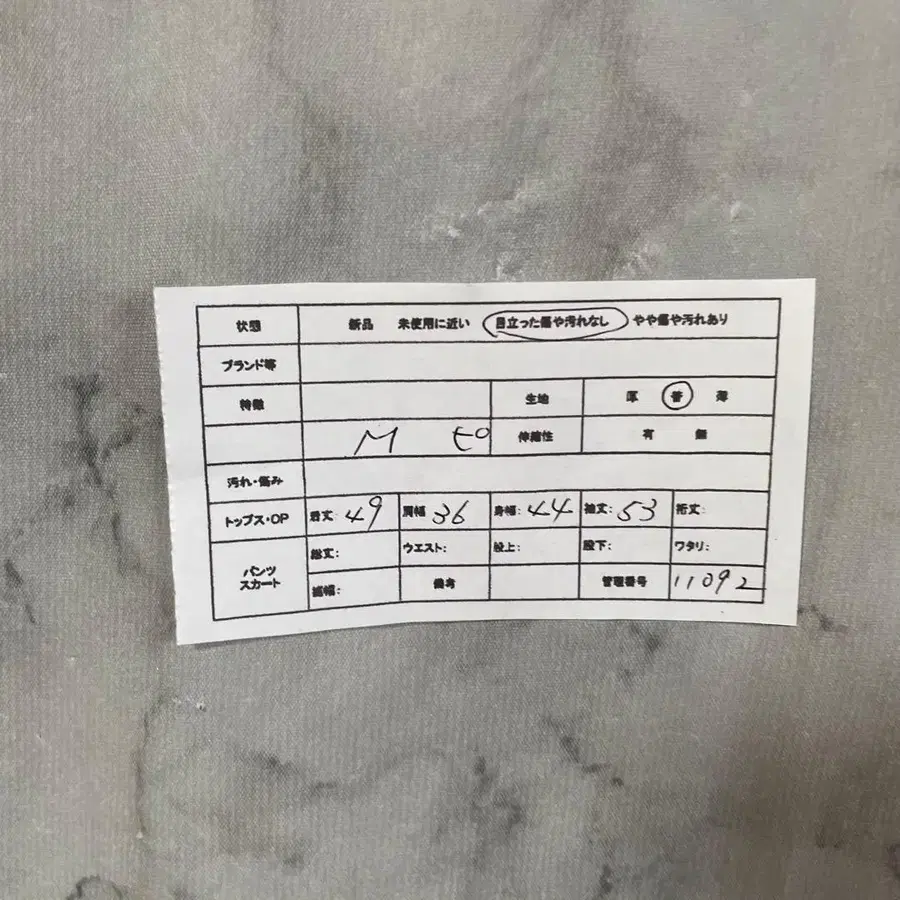 状態 新品 未使用に近い 目立った傷や汚れなし やや傷や汚れあり
ブランド等
特徴 生地 厚 普 薄
M ピ 伸縮性 有 無
汚れ・傷み
トップス・OP 着丈: 49 肩幅: 36 身幅: 44 袖丈: 53 裄丈:
パンツ スカート
総丈: ウエスト: 股上: 股下: ワタリ:
裾幅: 備考 管理番号 11092